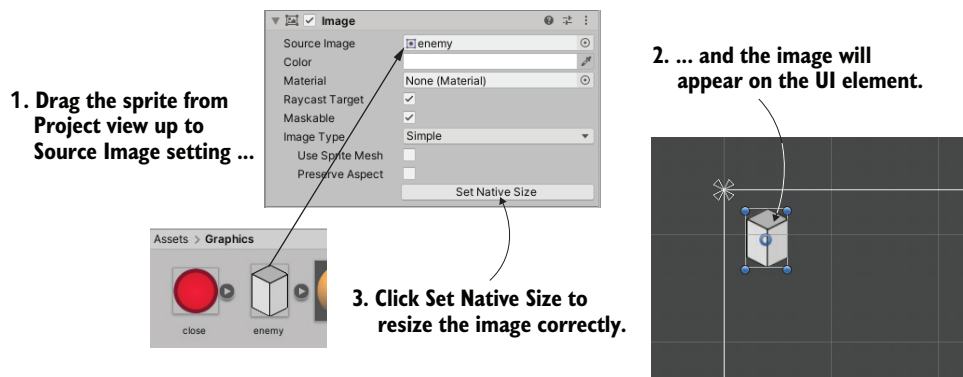 Image
Source Image
enemy
Color
Material
None (Material)
Raycast Target
Maskable
Image Type
Simple
Use Sprite Mesh
Preserve Aspect
Set Native Size
1. Drag the sprite from
Project view up to
Source Image setting ...
2. ... and the image will
appear on the UI element.
Assets > Graphics
close
enemy
3. Click Set Native Size to
resize the image correctly.